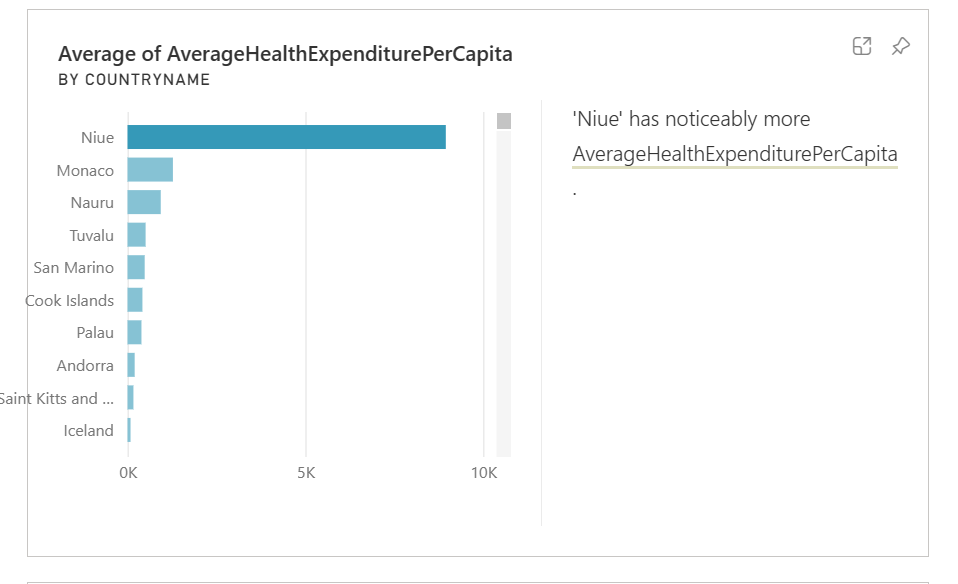 Average of AverageHealthExpenditurePerCapita
BY COUNTRYNAME
Niue
Monaco
Nauru
Tuvalu
San Marino
Cook Islands
Palau
Andorra
Saint Kitts and ...
Iceland
0K 5K 10K
'Niue' has noticeably more
AverageHealthExpenditurePerCapita
.